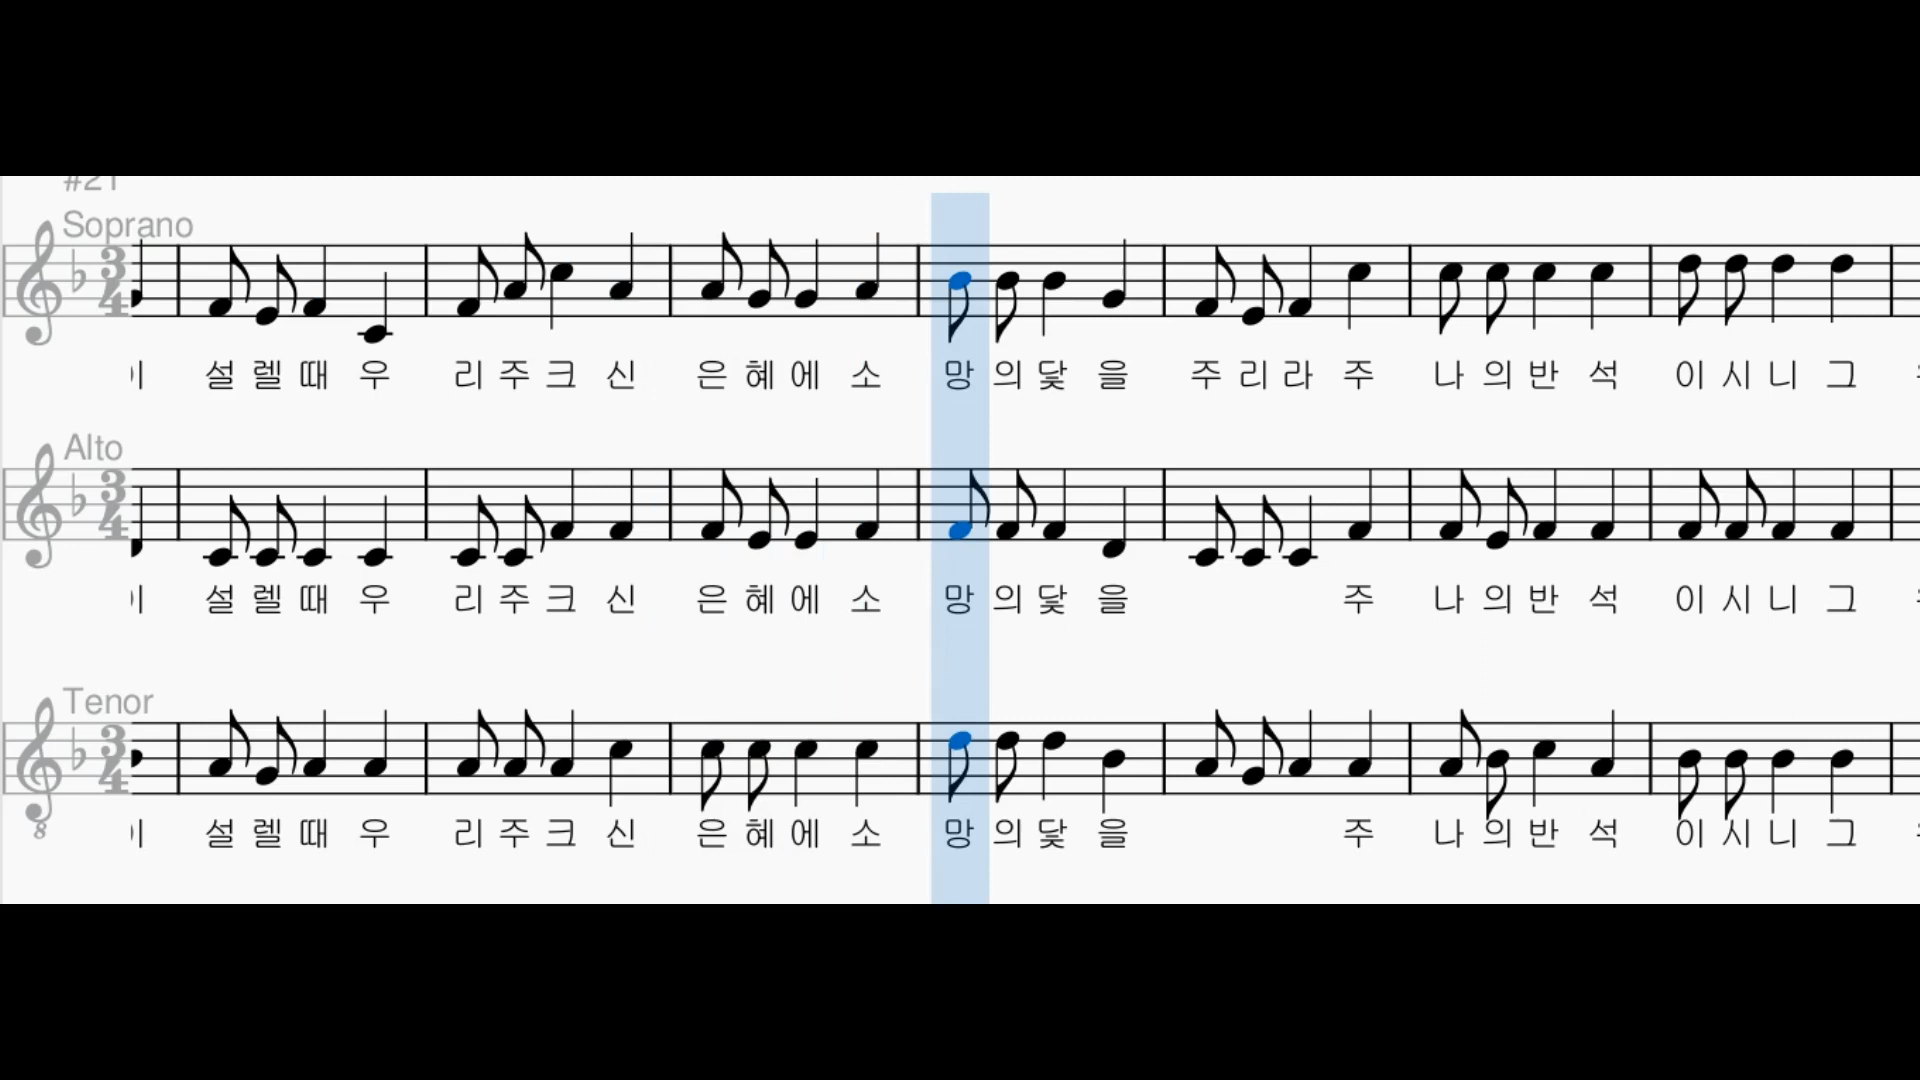 #21
Soprano
설렐때우 리주크신 은혜에소 망의닻을 주리라주 나의반석 이시니그
Alto
설렐때우 리주크신 은혜에소 망의닻을 주 나의반석 이시니그
Tenor
설렐때우 리주크신 은혜에소 망의닻을 주 나의반석 이시니그
8